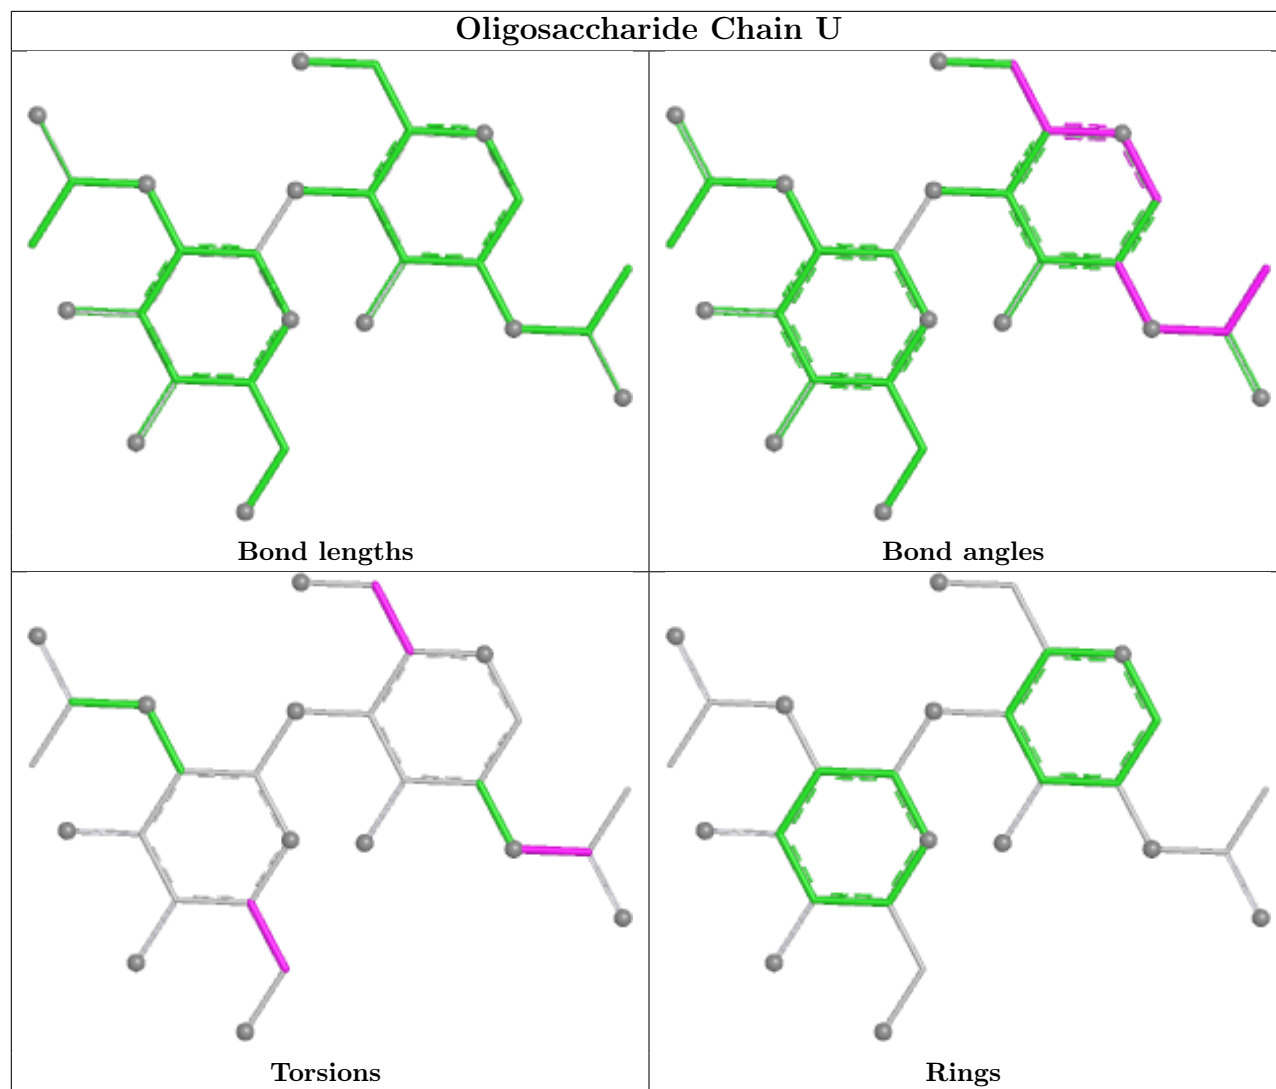 Oligosaccharide Chain U
Bond lengths
Bond angles
Torsions
Rings